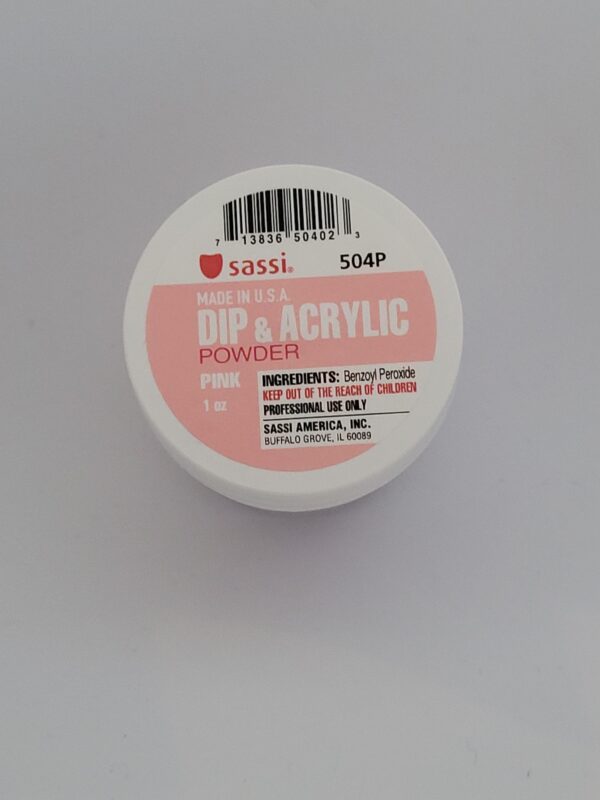 7 13836 50402 3
sassi® 504P
MADE IN U.S.A.
DIP & ACRYLIC
POWDER
PINK
1 oz
INGREDIENTS: Benzoyl Peroxide
KEEP OUT OF THE REACH OF CHILDREN
PROFESSIONAL USE ONLY
SASSI AMERICA, INC.
BUFFALO GROVE, IL 60089